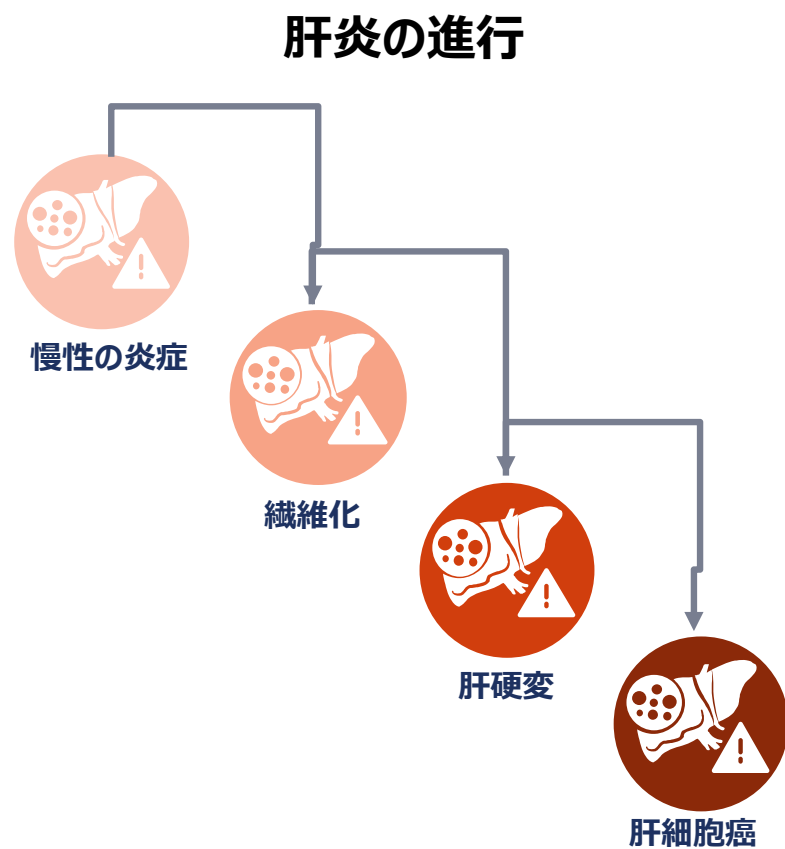 肝炎の進行
慢性の炎症
繊維化
肝硬変
肝細胞癌